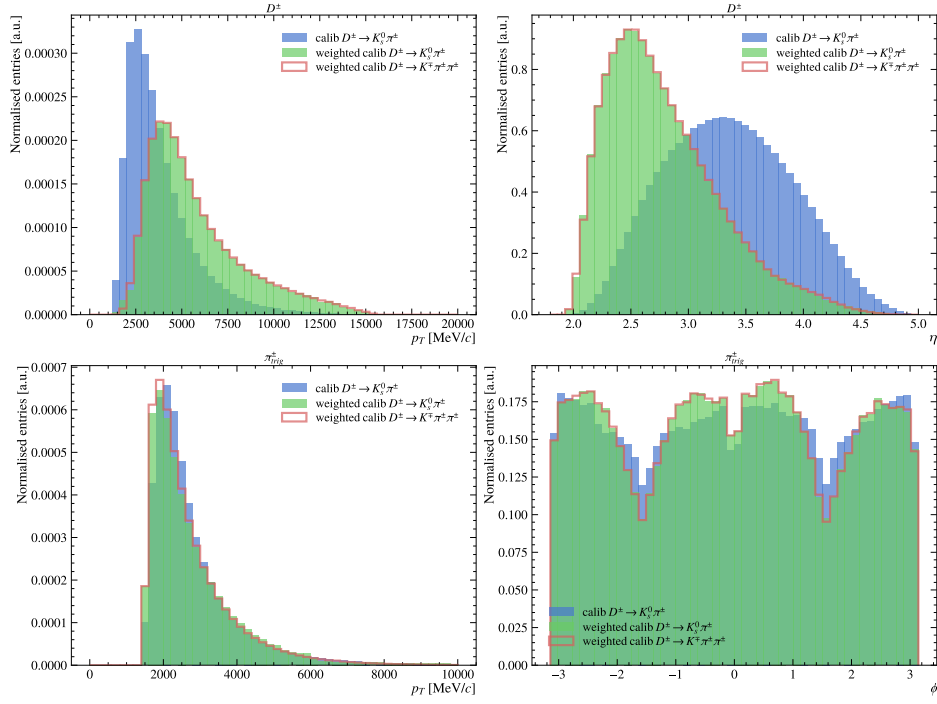 D±
Normalised entries [a.u.]
0.00030
0.00025
0.00020
0.00015
0.00010
0.00005
0.00000
calib D± → K_s^0 π±
weighted calib D± → K_s^0 π±
weighted calib D± → K∓π±π±
0 2500 5000 7500 10000 12500 15000 17500 20000
p_T [MeV/c]
D±
Normalised entries [a.u.]
0.8
0.6
0.4
0.2
0.0
calib D± → K_s^0 π±
weighted calib D± → K_s^0 π±
weighted calib D± → K∓π±π±
2.0 2.5 3.0 3.5 4.0 4.5 5.0
η
π_{trig}^±
Normalised entries [a.u.]
0.0007
0.0006
0.0005
0.0004
0.0003
0.0002
0.0001
0.0000
calib D± → K_s^0 π±
weighted calib D± → K_s^0 π±
weighted calib D± → K∓π±π±
0 2000 4000 6000 8000 10000
p_T [MeV/c]
π_{trig}^±
Normalised entries [a.u.]
0.175
0.150
0.125
0.100
0.075
0.050
0.025
0.000
calib D± → K_s^0 π±
weighted calib D± → K_s^0 π±
weighted calib D± → K∓π±π±
−3 −2 −1 0 1 2 3
ϕ